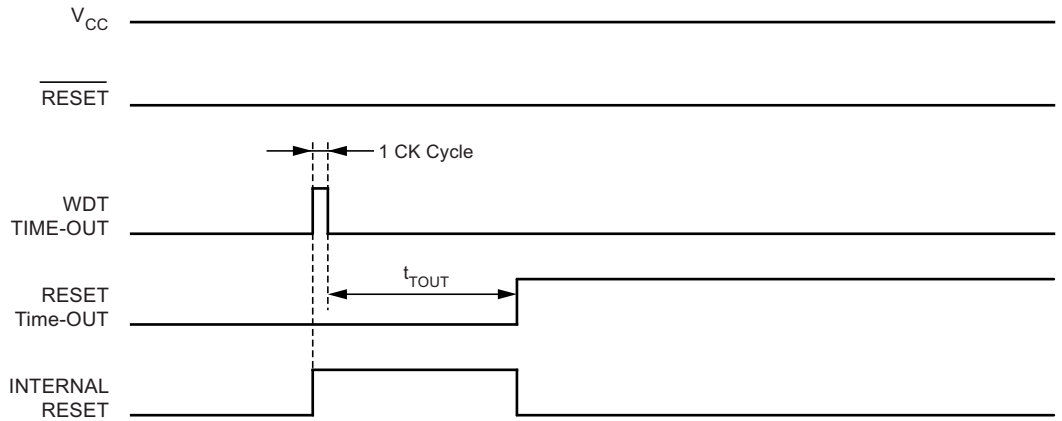 VCC
RESET
1 CK Cycle
WDT
TIME-OUT
tTOUT
RESET
Time-OUT
INTERNAL
RESET